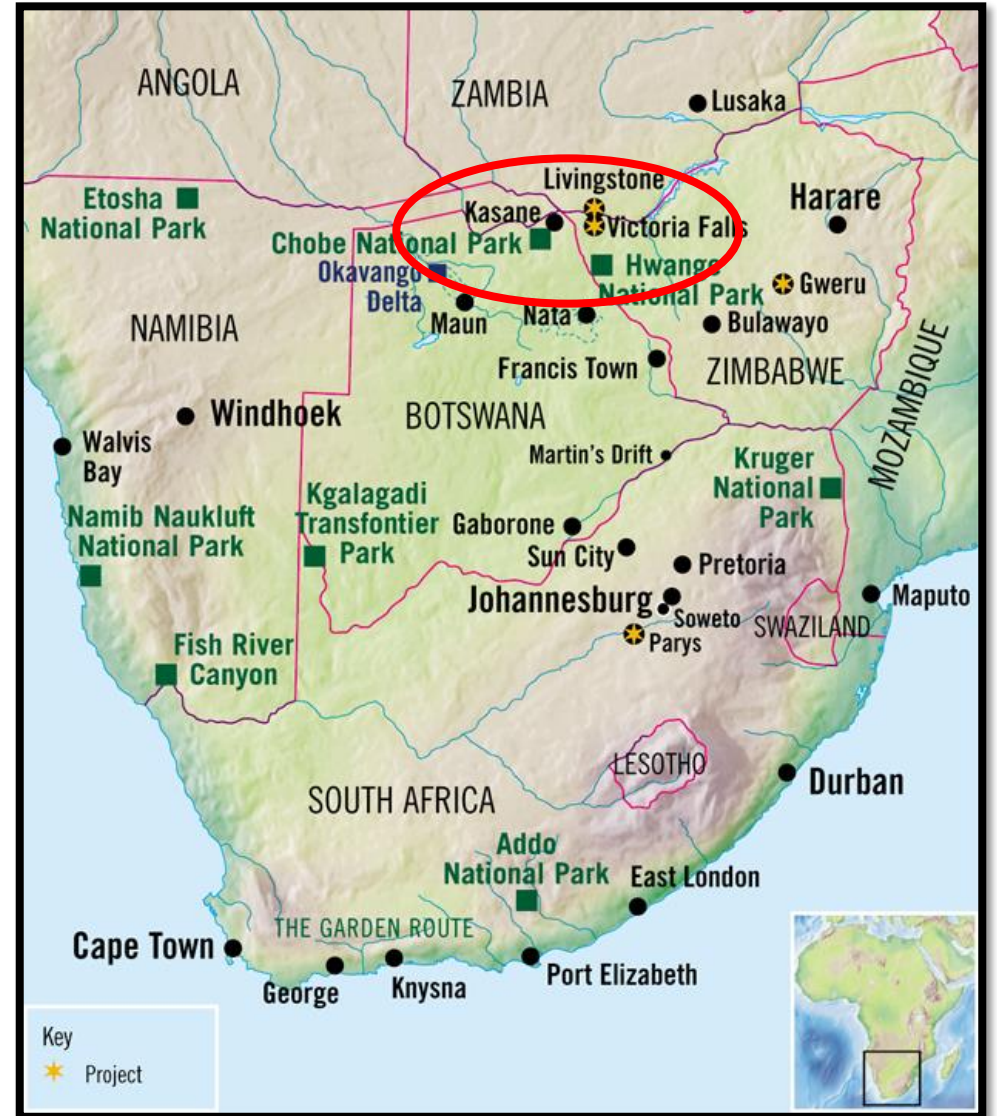 ANGOLA
ZAMBIA
Lusaka
Livingstone
Etosha
National Park
Kasane
Harare
Victoria Falls
Chobe National Park
Okavango
Delta
Hwange
National Park
Gweru
Maun
Nata
Bulawayo
NAMIBIA
Francis Town
ZIMBABWE
MOZAMBIQUE
Windhoek
BOTSWANA
Walvis
Bay
Martin's Drift
Kruger
National
Park
Kgalagadi
Transfontier
Park
Namib Naukluft
National Park
Gaborone
Sun City
Pretoria
Johannesburg
Soweto
Maputo
SWAZILAND
Parys
Fish River
Canyon
LESOTHO
Durban
SOUTH AFRICA
Addo
National Park
East London
THE GARDEN ROUTE
Cape Town
George
Knysna
Port Elizabeth
Key
Project